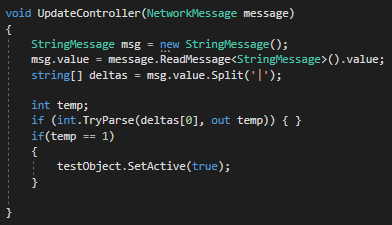 void UpdateController(NetworkMessage message)
{
StringMessage msg = new StringMessage();
msg.value = message.ReadMessage<StringMessage>().value;
string[] deltas = msg.value.Split('|');
int temp;
if (int.TryParse(deltas[0], out temp)) { }
if(temp == 1)
{
testObject.SetActive(true);
}
}